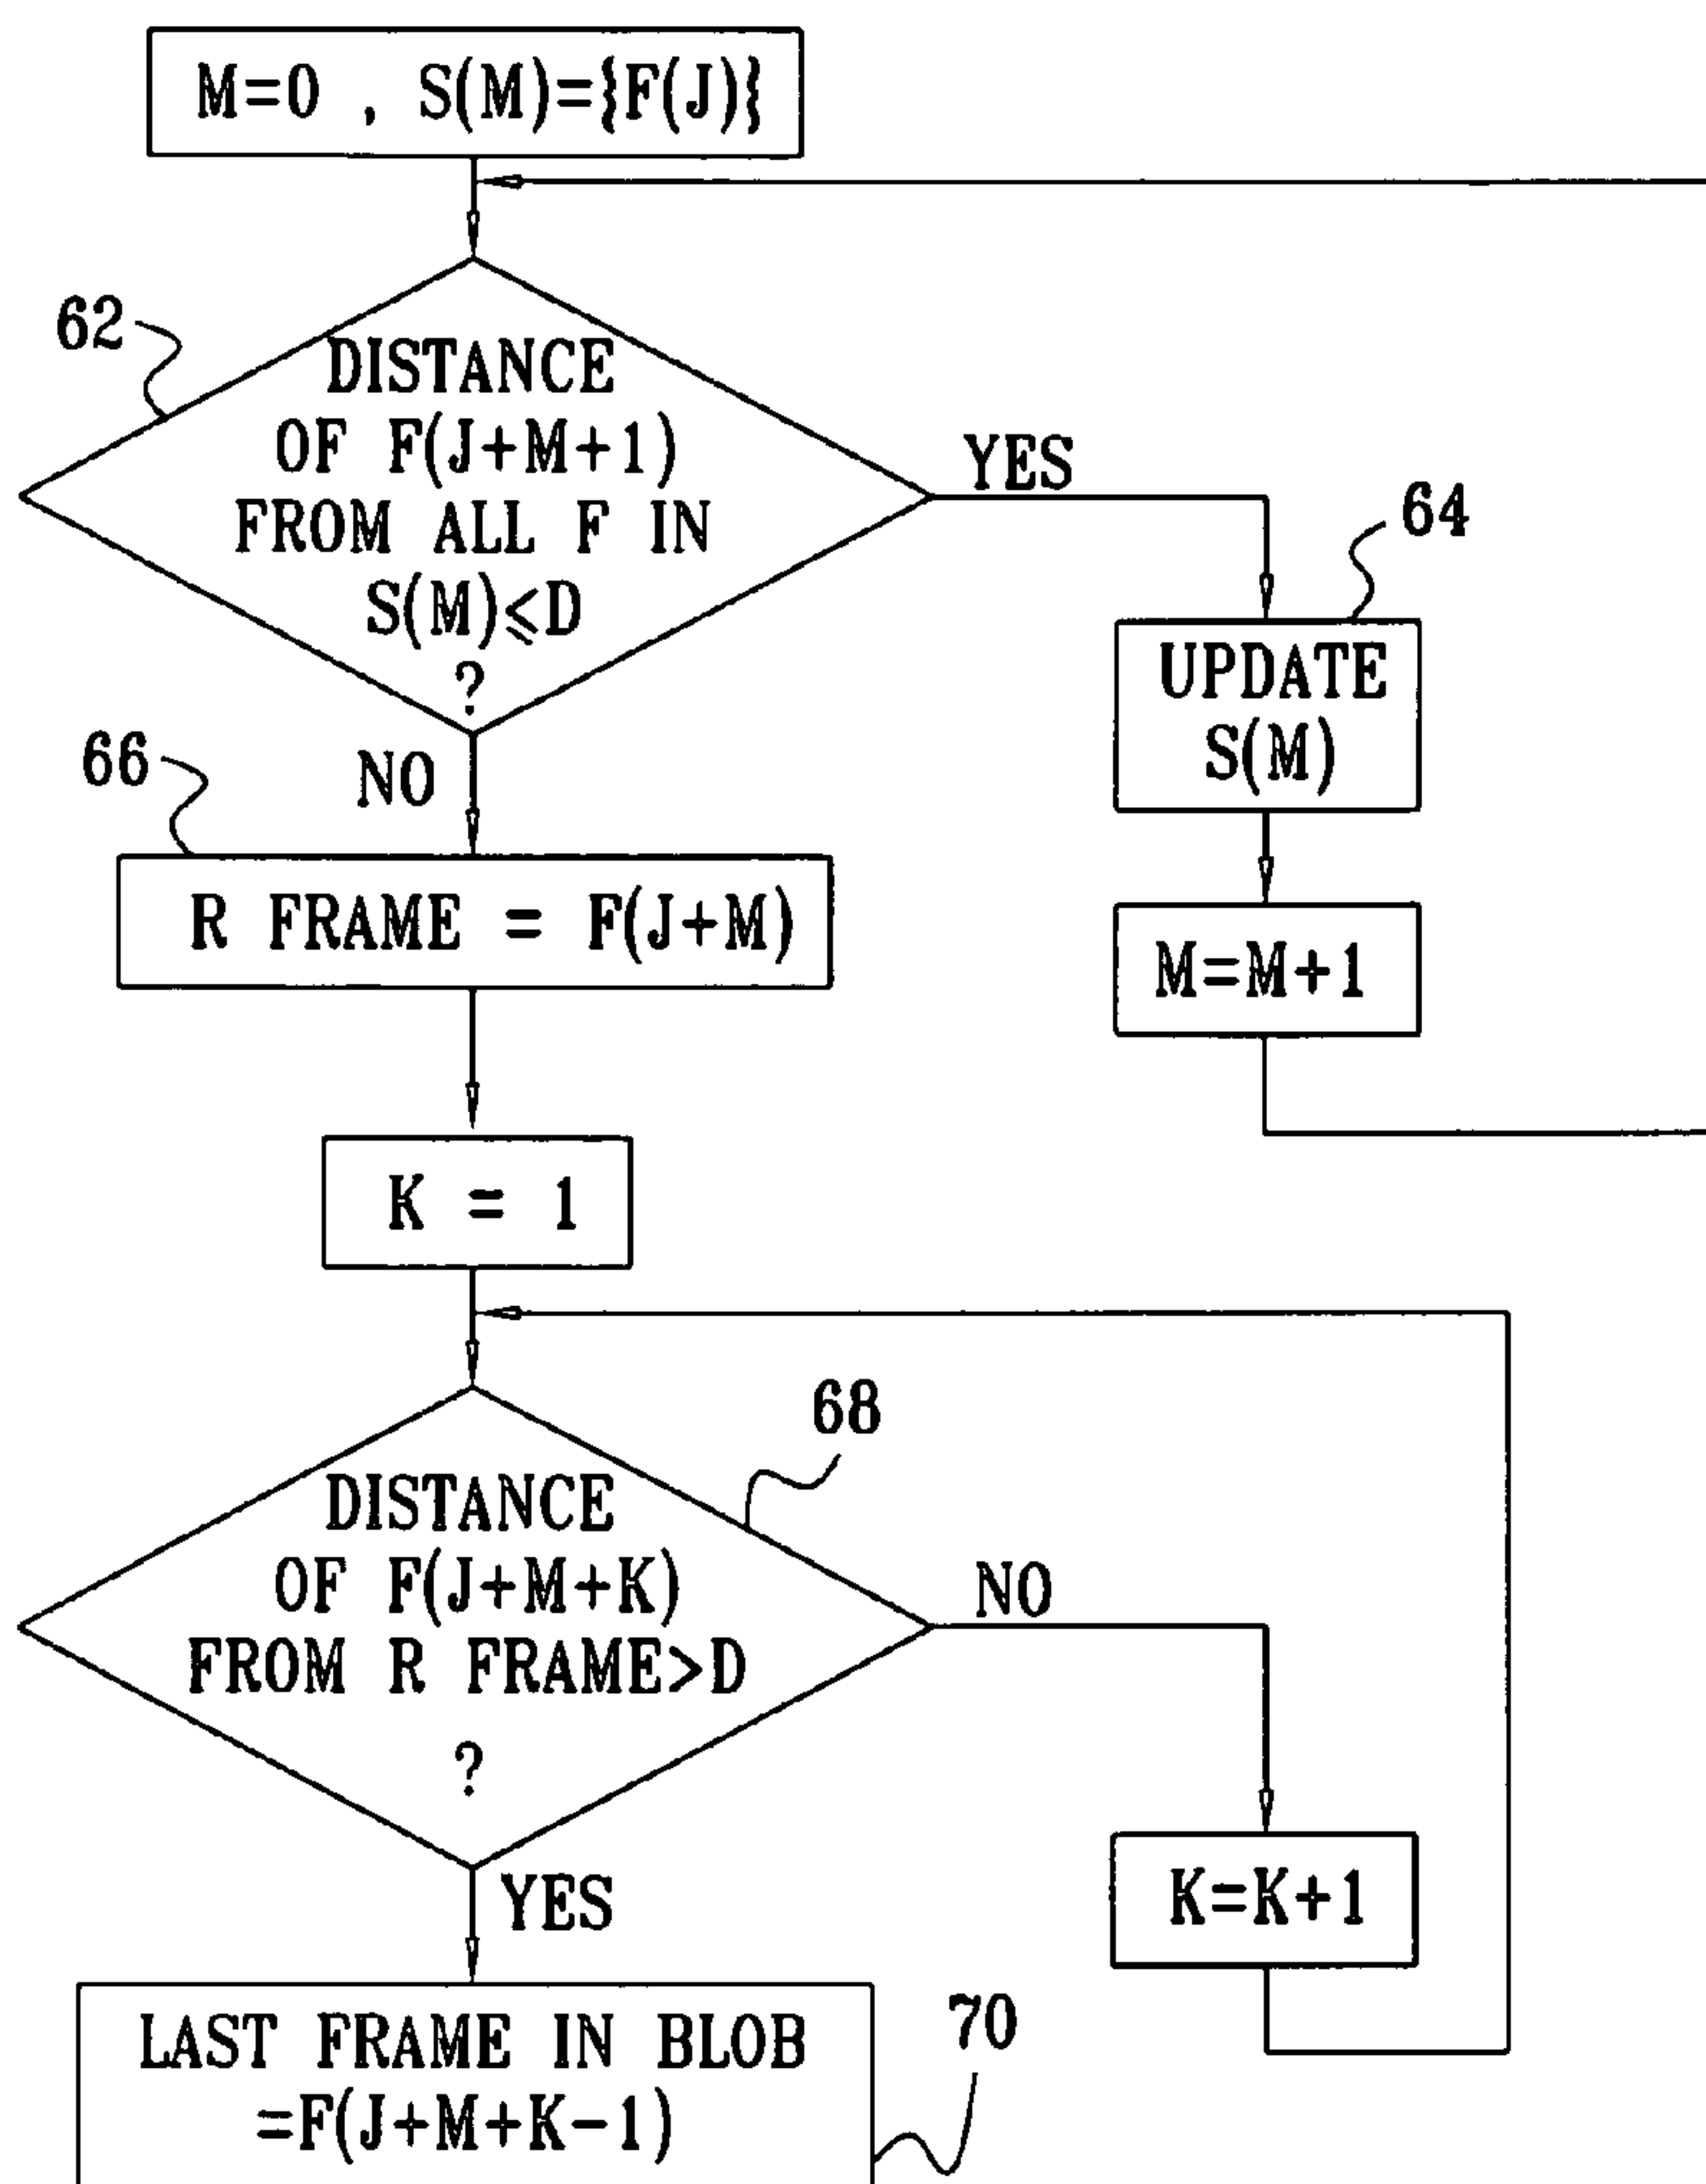 M=0 , S(M)={F(J)}
62
DISTANCE
OF F(J+M+1)
FROM ALL F IN
S(M)≤D
?
YES
64
UPDATE
S(M)
M=M+1
NO
66
R FRAME = F(J+M)
K = 1
68
DISTANCE
OF F(J+M+K)
FROM R FRAME>D
?
NO
K=K+1
YES
LAST FRAME IN BLOB
=F(J+M+K-1)
70